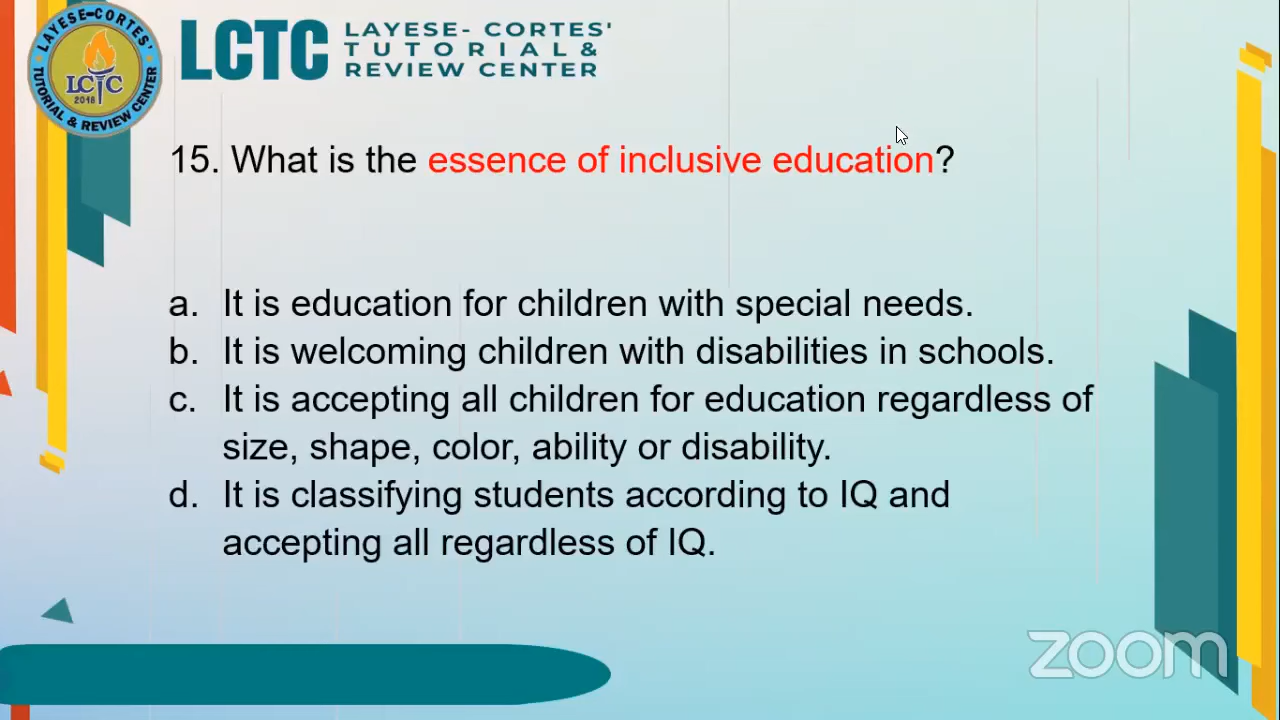 LAYESE-CORTES'
LCTC
2018
TUTORIAL & REVIEW CENTER
LCTC
LAYESE- CORTES'
TUTORIAL &
REVIEW CENTER
15. What is the essence of inclusive education?
a. It is education for children with special needs.
b. It is welcoming children with disabilities in schools.
c. It is accepting all children for education regardless of
size, shape, color, ability or disability.
d. It is classifying students according to IQ and
accepting all regardless of IQ.
zoom